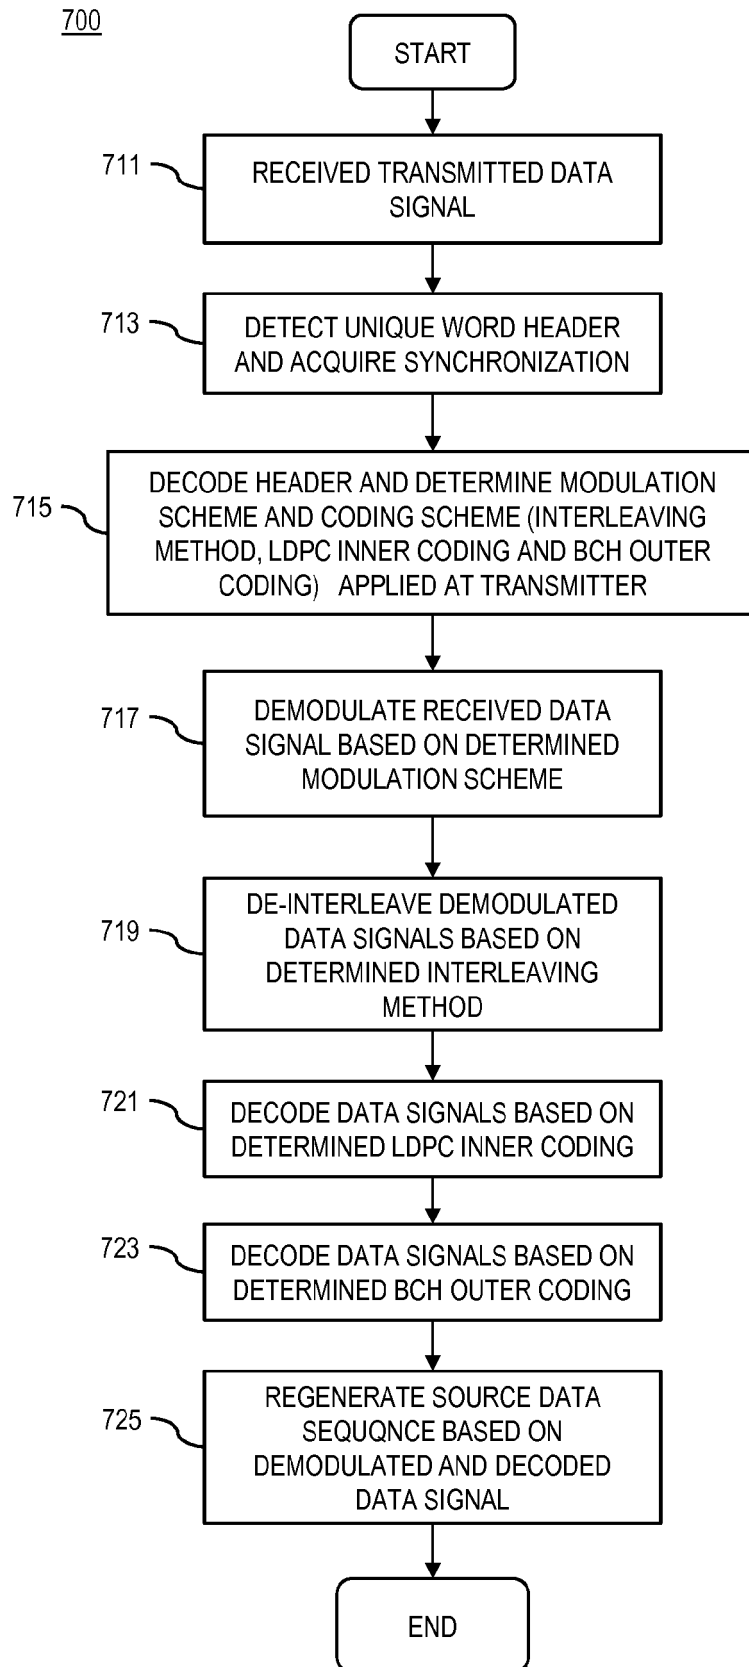 700
START
711
RECEIVED TRANSMITTED DATA
SIGNAL
713
DETECT UNIQUE WORD HEADER
AND ACQUIRE SYNCHRONIZATION
715
DECODE HEADER AND DETERMINE MODULATION
SCHEME AND CODING SCHEME (INTERLEAVING
METHOD, LDPC INNER CODING AND BCH OUTER
CODING) APPLIED AT TRANSMITTER
717
DEMODULATE RECEIVED DATA
SIGNAL BASED ON DETERMINED
MODULATION SCHEME
719
DE-INTERLEAVE DEMODULATED
DATA SIGNALS BASED ON
DETERMINED INTERLEAVING
METHOD
721
DECODE DATA SIGNALS BASED ON
DETERMINED LDPC INNER CODING
723
DECODE DATA SIGNALS BASED ON
DETERMINED BCH OUTER CODING
725
REGENERATE SOURCE DATA
SEQUQNCE BASED ON
DEMODULATED AND DECODED
DATA SIGNAL
END